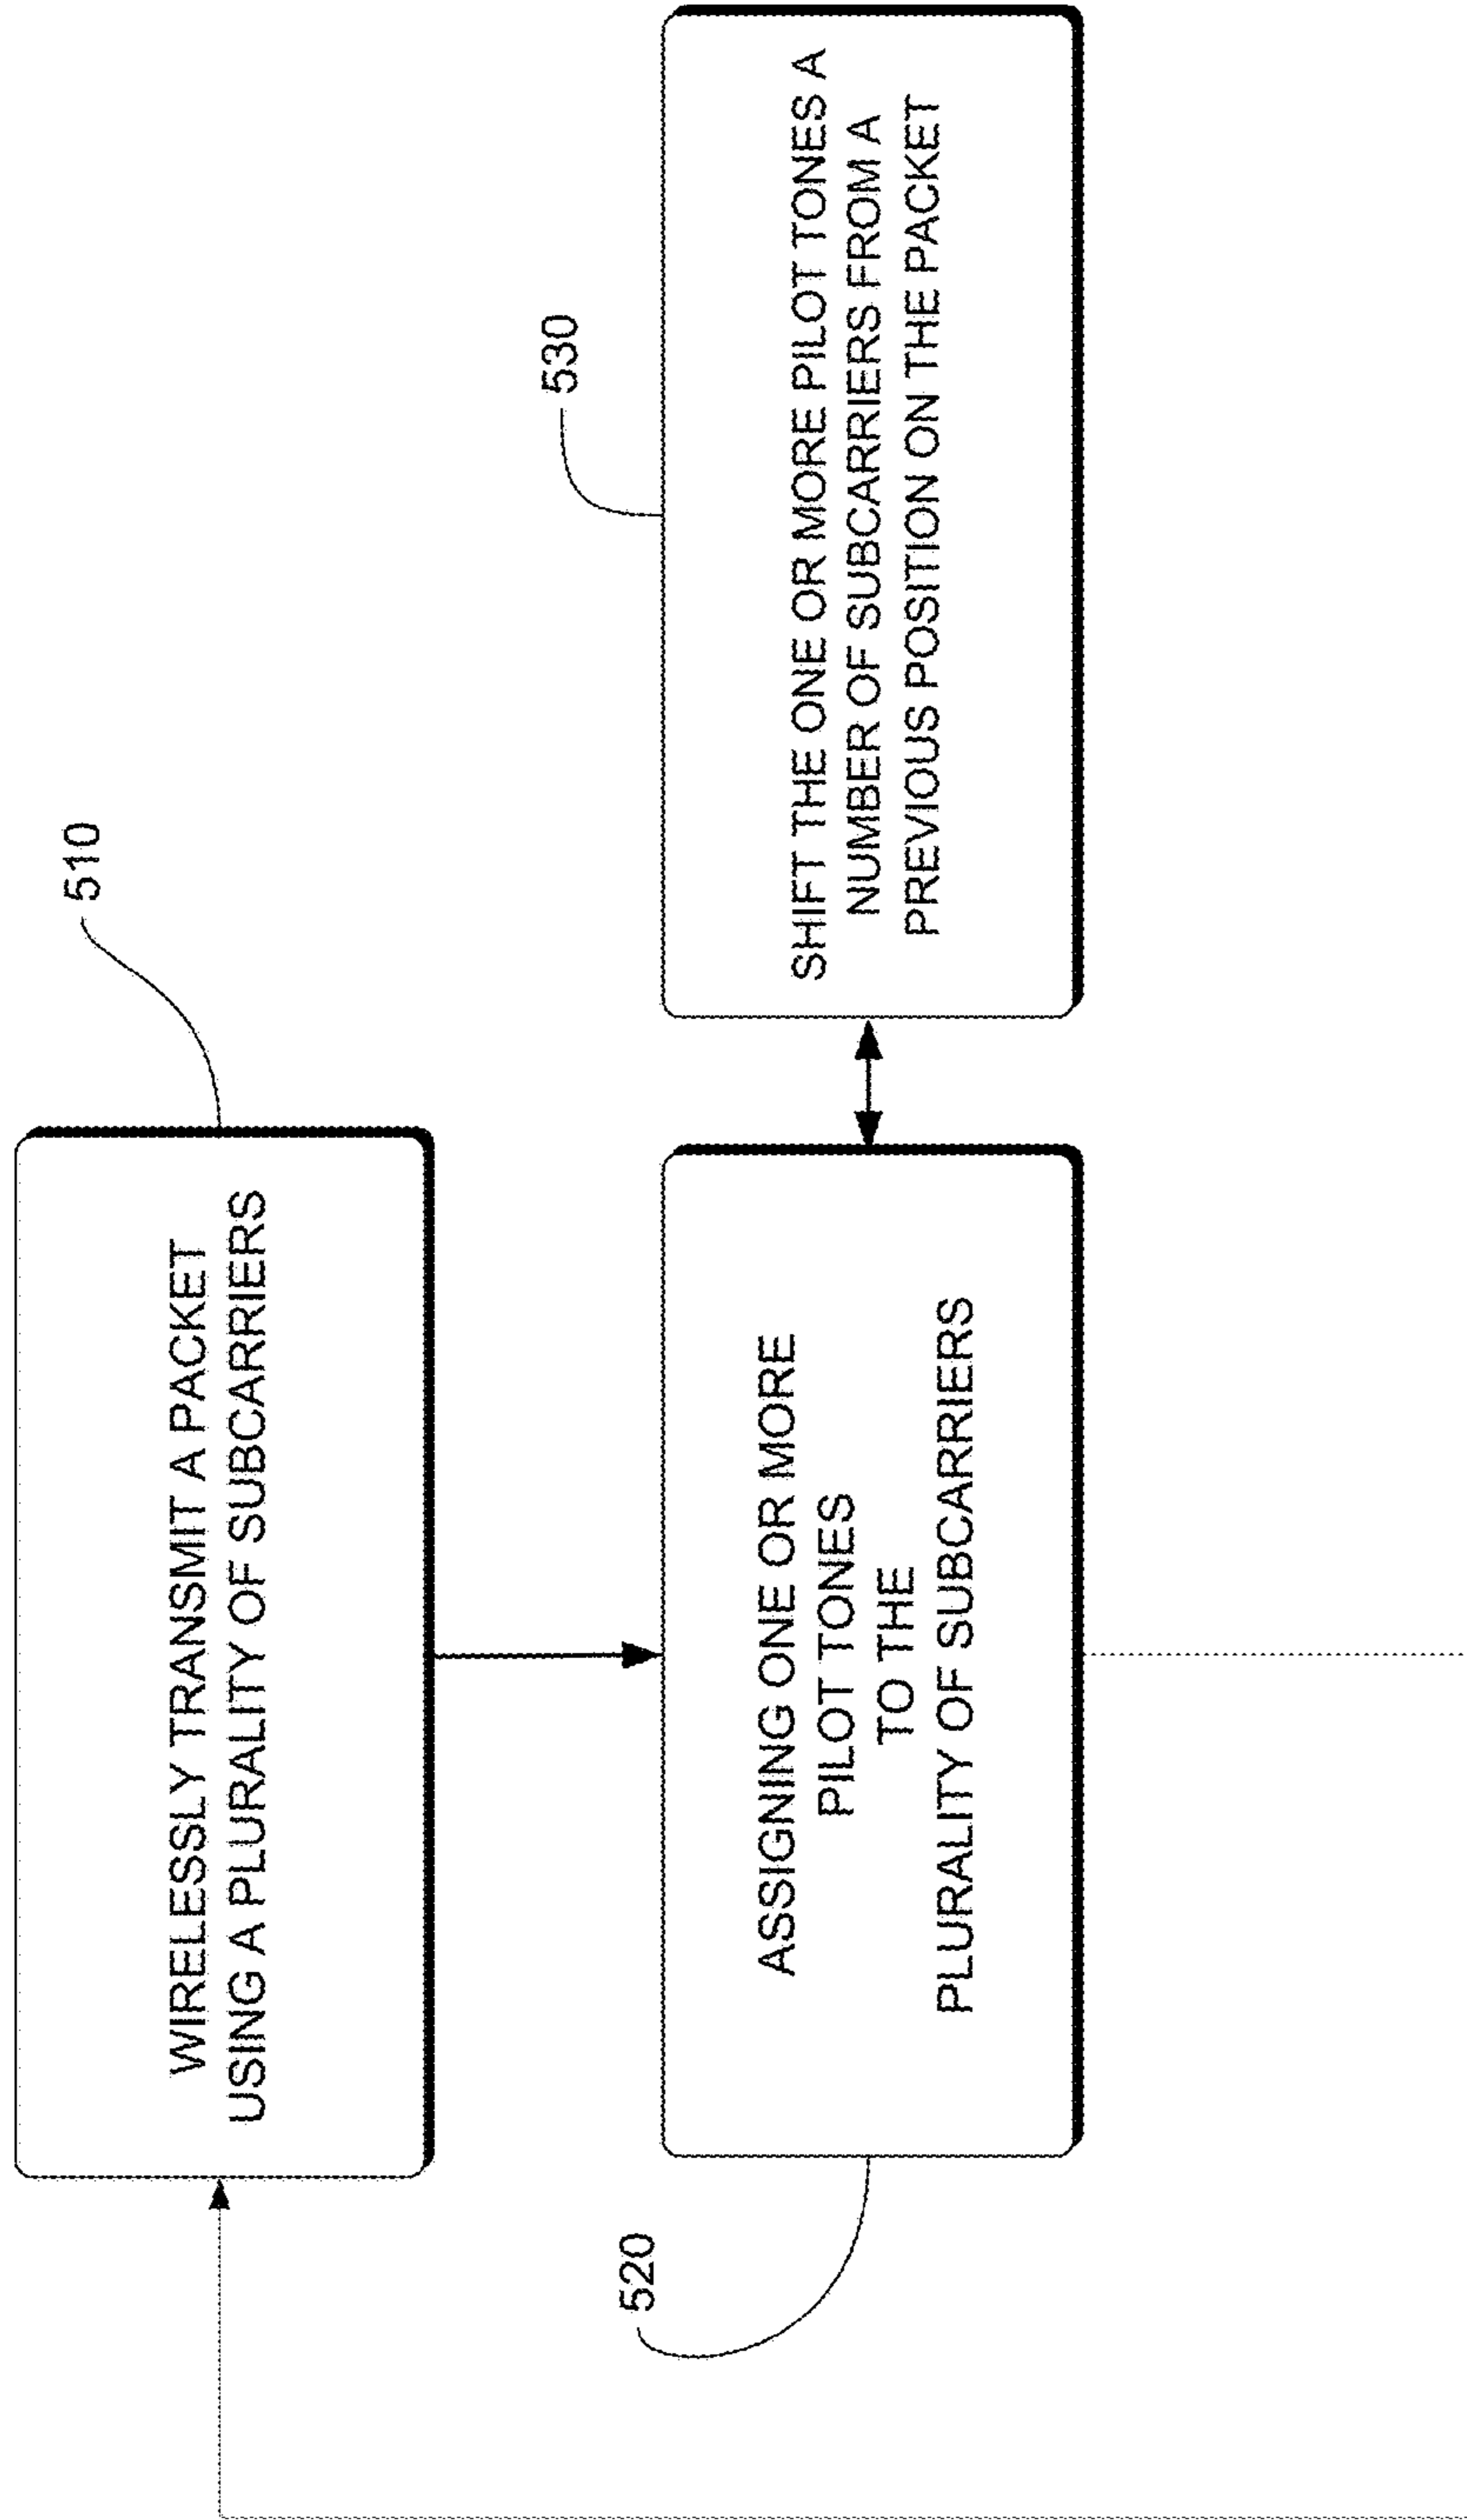 510
WIRELESSLY TRANSMIT A PACKET
USING A PLURALITY OF SUBCARRIERS
520
ASSIGNING ONE OR MORE
PILOT TONES
TO THE
PLURALITY OF SUBCARRIERS
530
SHIFT THE ONE OR MORE PILOT TONES A
NUMBER OF SUBCARRIERS FROM A
PREVIOUS POSITION ON THE PACKET